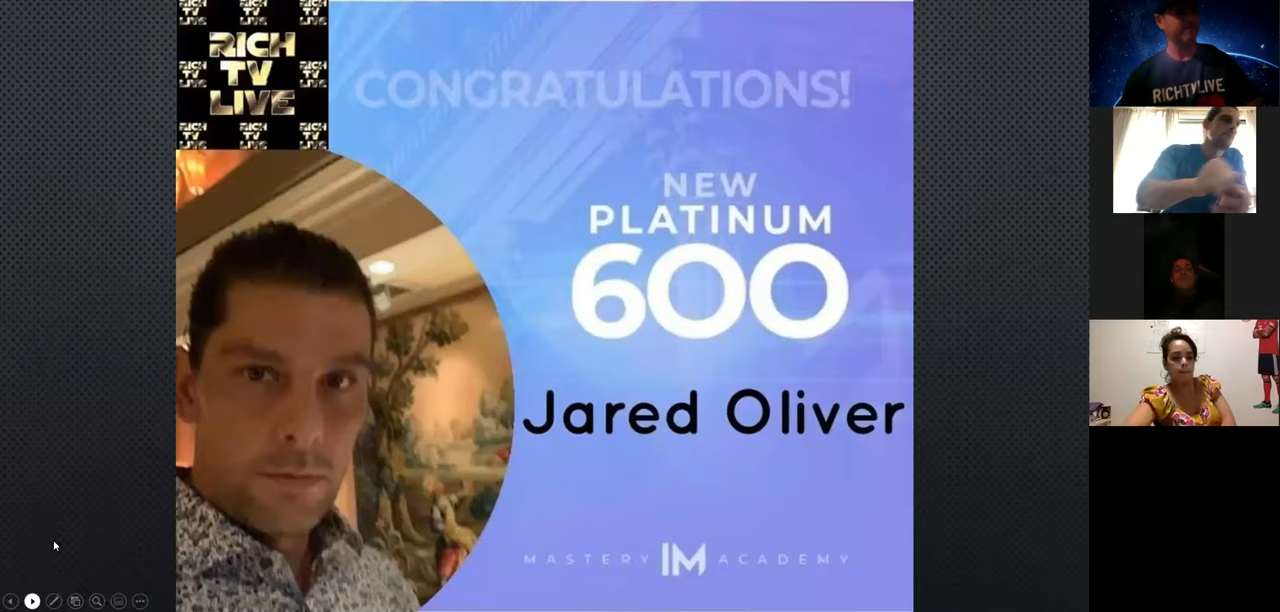 RICH
TV
LIVE
CONGRATULATIONS!
NEW
PLATINUM
600
Jared Oliver
MASTERY IM ACADEMY
RICHTVLIVE